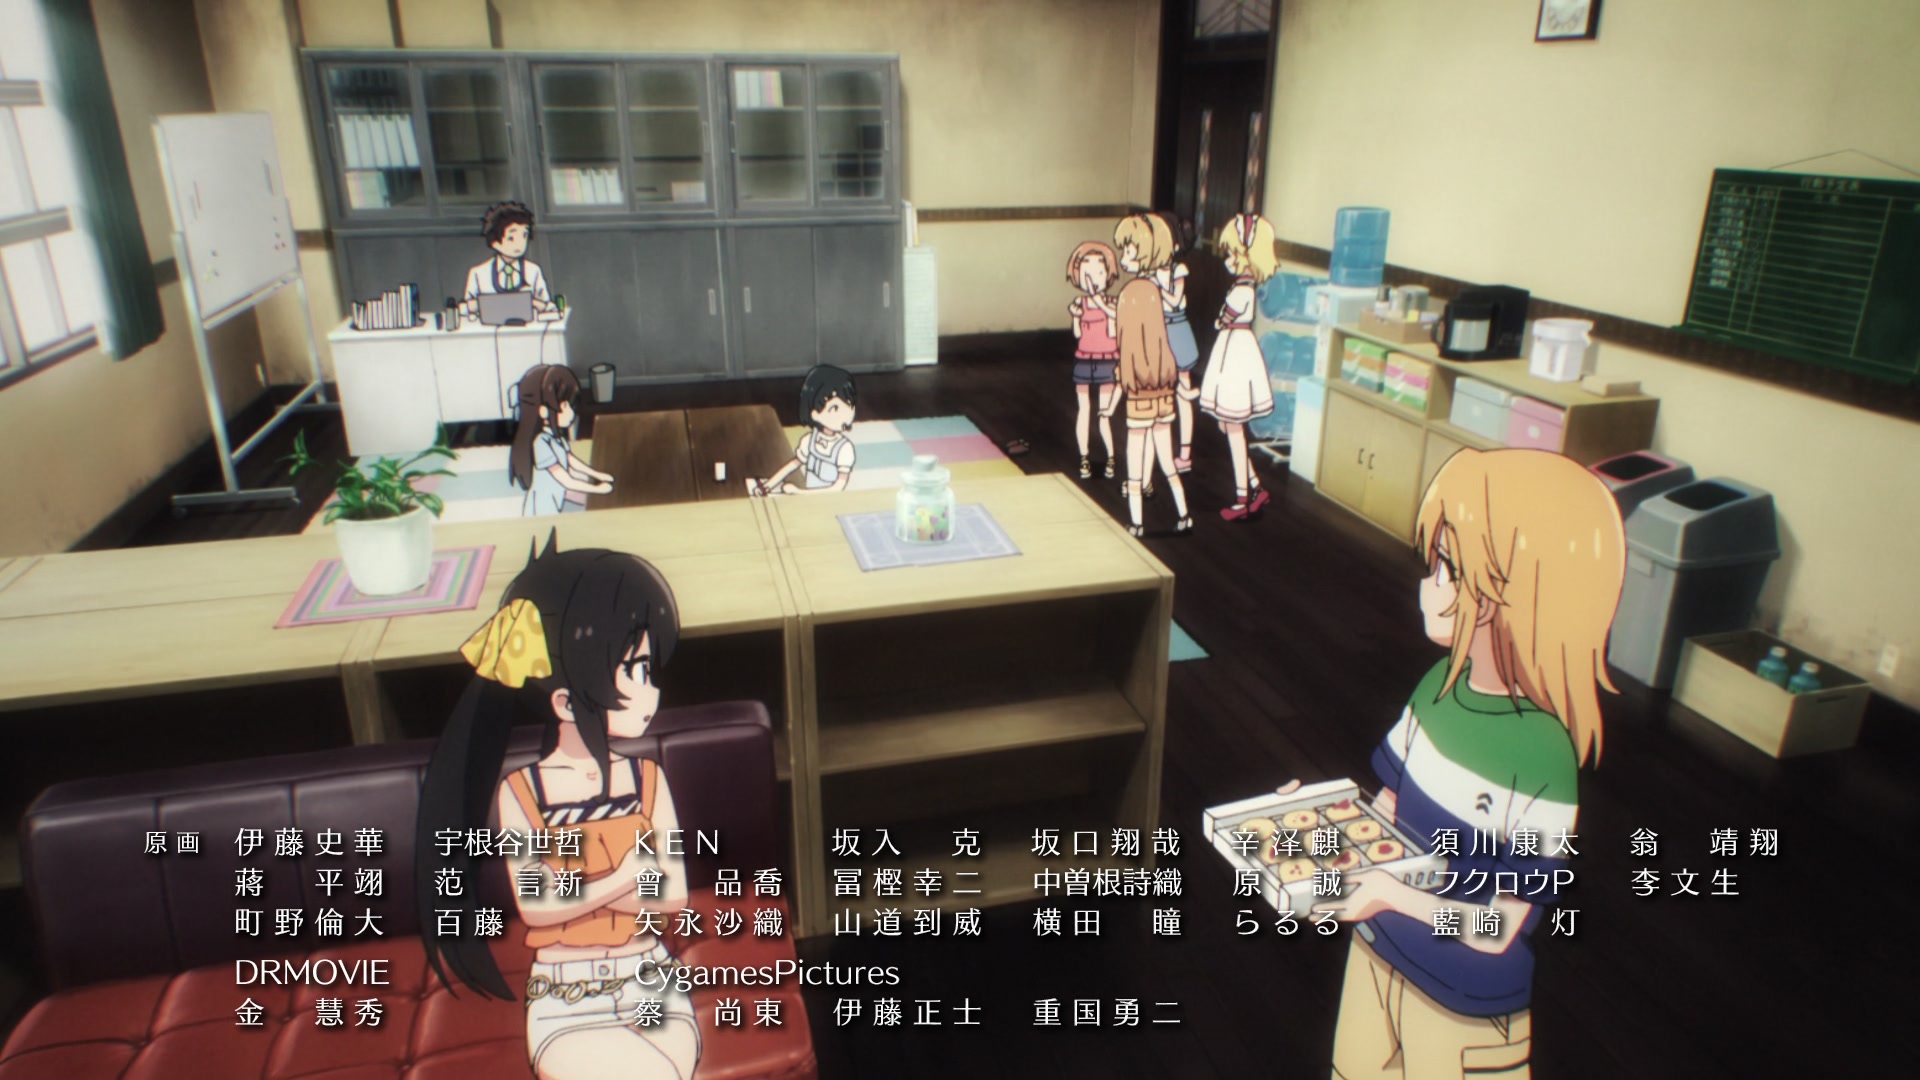 原画 伊藤史華 宇根谷世哲 KEN 坂入 克 坂口翔哉 辛泽麒 須川康太 翁 靖翔
蔣 平翊 范 言新 曾 品喬 冨樫幸二 中曽根詩織 原 誠 フクロウP 李文生
町野倫大 百藤 矢永沙織 山道到威 横田 瞳 らるる 藍崎 灯
DRMOVIE CygamesPictures
金 慧秀 蔡 尚東 伊藤正士 重国勇二